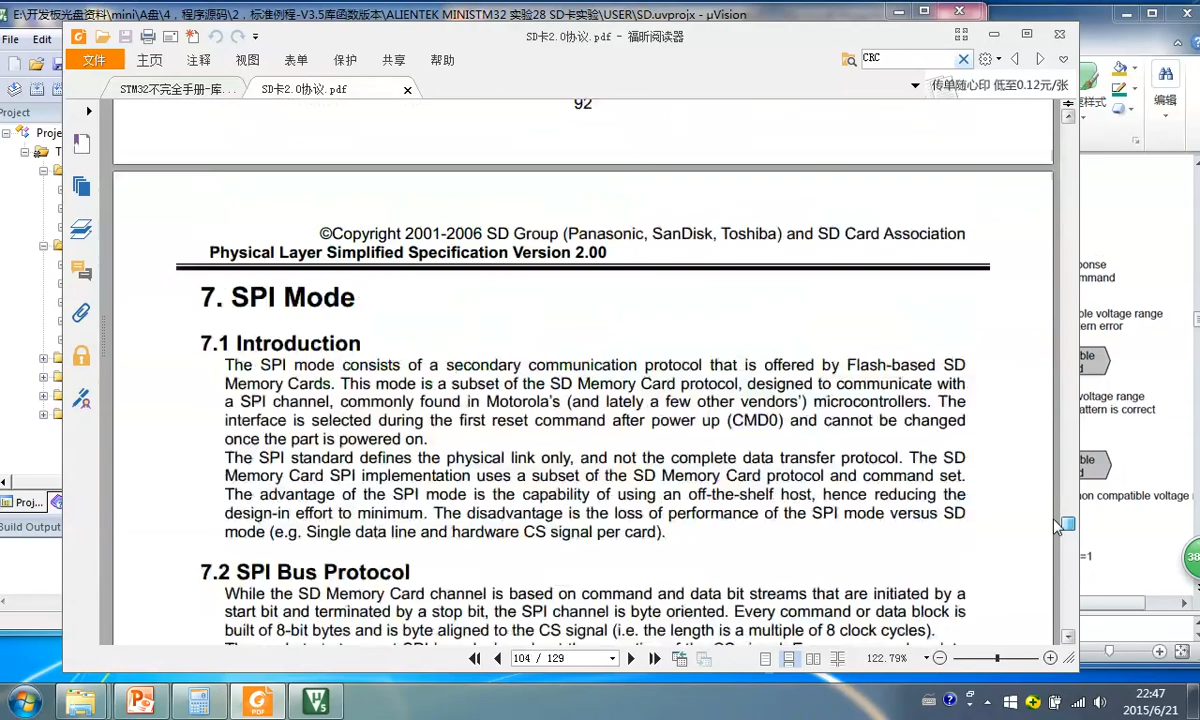 E:\开发板光盘资料\mini\A盘\4，程序源码\2，标准例程-V3.5库函数版本\ALIENTEK MINISTM32 实验28 SD卡实验\USER\SD.uvprojx - µVision
File Edit
SD卡2.0协议.pdf - 福昕阅读器
文件 主页 注释 视图 表单 保护 共享 帮助
CRC
STM32不完全手册-库... SD卡2.0协议.pdf
传单随心印 低至0.12元/张
编辑
Project
Proje
92
©Copyright 2001-2006 SD Group (Panasonic, SanDisk, Toshiba) and SD Card Association
Physical Layer Simplified Specification Version 2.00
7. SPI Mode
7.1 Introduction
The SPI mode consists of a secondary communication protocol that is offered by Flash-based SD
Memory Cards. This mode is a subset of the SD Memory Card protocol, designed to communicate with
a SPI channel, commonly found in Motorola's (and lately a few other vendors') microcontrollers. The
interface is selected during the first reset command after power up (CMD0) and cannot be changed
once the part is powered on.
The SPI standard defines the physical link only, and not the complete data transfer protocol. The SD
Memory Card SPI implementation uses a subset of the SD Memory Card protocol and command set.
The advantage of the SPI mode is the capability of using an off-the-shelf host, hence reducing the
design-in effort to minimum. The disadvantage is the loss of performance of the SPI mode versus SD
mode (e.g. Single data line and hardware CS signal per card).
7.2 SPI Bus Protocol
While the SD Memory Card channel is based on command and data bit streams that are initiated by a
start bit and terminated by a stop bit, the SPI channel is byte oriented. Every command or data block is
built of 8-bit bytes and is byte aligned to the CS signal (i.e. the length is a multiple of 8 clock cycles).
ponse
mmand
ble voltage range
attern error
ble
d
voltage range
attern is correct
ble
d
non compatible voltage
=1
38
Proj...
Build Output
104 / 129
122.79%
22:47
2015/6/21